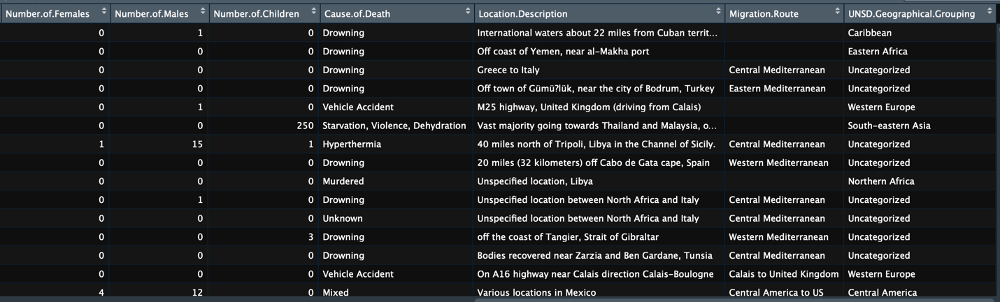 Number.of.Females Number.of.Males Number.of.Children Cause.of.Death Location.Description Migration.Route UNSD.Geographical.Grouping
0 1 0 Drowning International waters about 22 miles from Cuban territ... Caribbean
0 0 0 Drowning Off coast of Yemen, near al-Makha port Eastern Africa
0 0 0 Drowning Greece to Italy Central Mediterranean Uncategorized
0 0 0 Drowning Off town of Gümü?lük, near the city of Bodrum, Turkey Eastern Mediterranean Uncategorized
0 1 0 Vehicle Accident M25 highway, United Kingdom (driving from Calais) Western Europe
0 0 250 Starvation, Violence, Dehydration Vast majority going towards Thailand and Malaysia, o... South-eastern Asia
1 15 1 Hyperthermia 40 miles north of Tripoli, Libya in the Channel of Sicily. Central Mediterranean Uncategorized
0 0 0 Drowning 20 miles (32 kilometers) off Cabo de Gata cape, Spain Western Mediterranean Uncategorized
0 0 0 Murdered Unspecified location, Libya Northern Africa
0 1 0 Drowning Unspecified location between North Africa and Italy Central Mediterranean Uncategorized
0 0 0 Unknown Unspecified location between North Africa and Italy Central Mediterranean Uncategorized
0 0 3 Drowning off the coast of Tangier, Strait of Gibraltar Western Mediterranean Uncategorized
0 0 0 Drowning Bodies recovered near Zarzia and Ben Gardane, Tunsia Central Mediterranean Uncategorized
0 0 0 Vehicle Accident On A16 highway near Calais direction Calais-Boulogne Calais to United Kingdom Western Europe
4 12 0 Mixed Various locations in Mexico Central America to US Central America